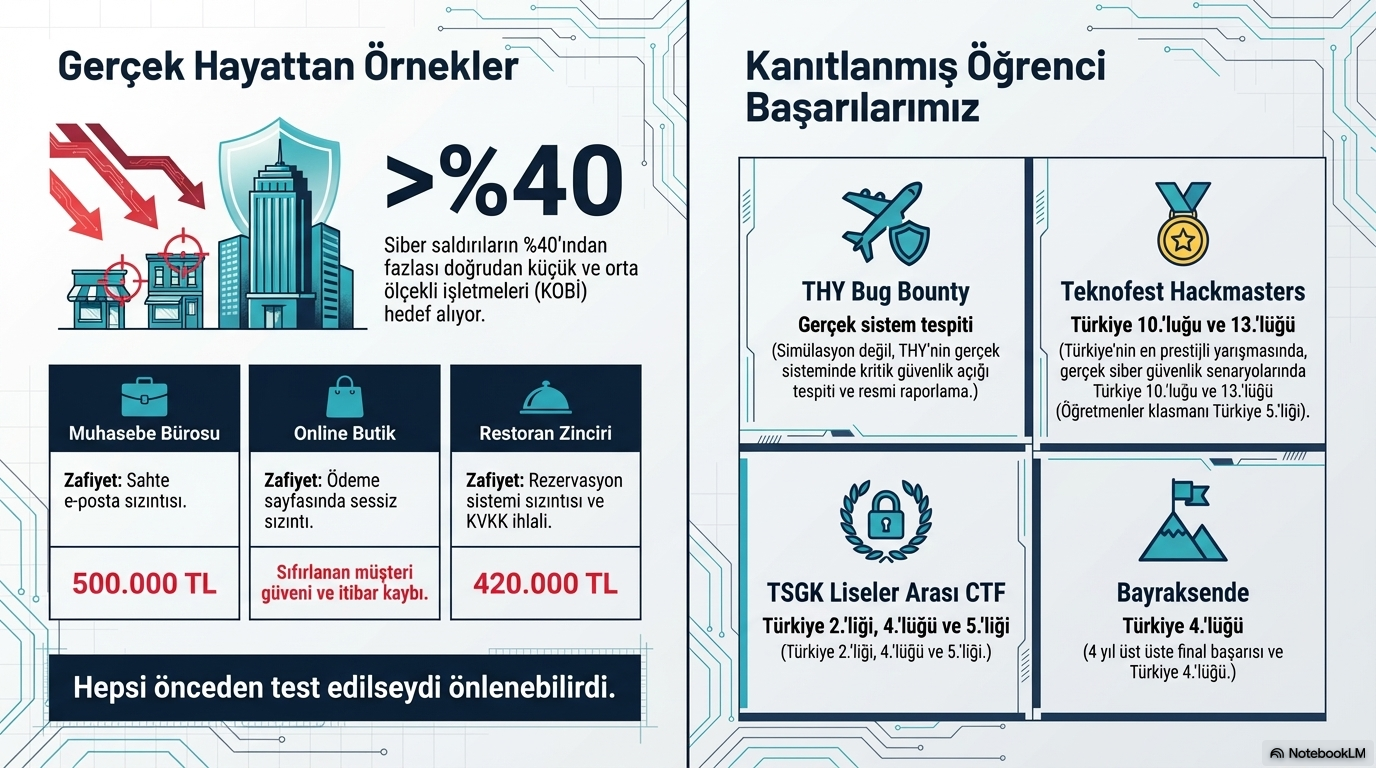 Gerçek Hayattan Örnekler
>%40
Siber saldırıların %40'ından
fazlası doğrudan küçük ve orta
ölçekli işletmeleri (KOBİ)
hedef alıyor.
Muhasebe Bürosu
Zafiyet: Sahte
e-posta sızıntısı.
500.000 TL
Online Butik
Zafiyet: Ödeme
sayfasında sessiz
sızıntı.
Sıfırlanan müşteri
güveni ve itibar kaybı.
Restoran Zinciri
Zafiyet: Rezervasyon
sistemi sızıntısı ve
KVKK ihlali.
420.000 TL
Hepsi önceden test edilseydi önlenebilirdi.
Kanıtlanmış Öğrenci
Başarılarımız
THY Bug Bounty
Gerçek sistem tespiti
(Simülasyon değil, THY'nin gerçek
sisteminde kritik güvenlik açığı
tespiti ve resmi raporlama.)
Teknofest Hackmasters
Türkiye 10.'luğu ve 13.'lüğü
(Türkiye'nin en prestijli yarışmasında,
gerçek siber güvenlik senaryolarında
Türkiye 10.'luğu ve 13.'lüğü
(Öğretmenler klasmanı Türkiye 5.'liği).
TSGK Liseler Arası CTF
Türkiye 2.'liği, 4.'lüğü ve 5.'liği
(Türkiye 2.'liği, 4.'lüğü ve 5.'liği.)
Bayraksende
Türkiye 4.'lüğü
(4 yıl üst üste final başarısı ve
Türkiye 4.'lüğü.)
NotebookLM